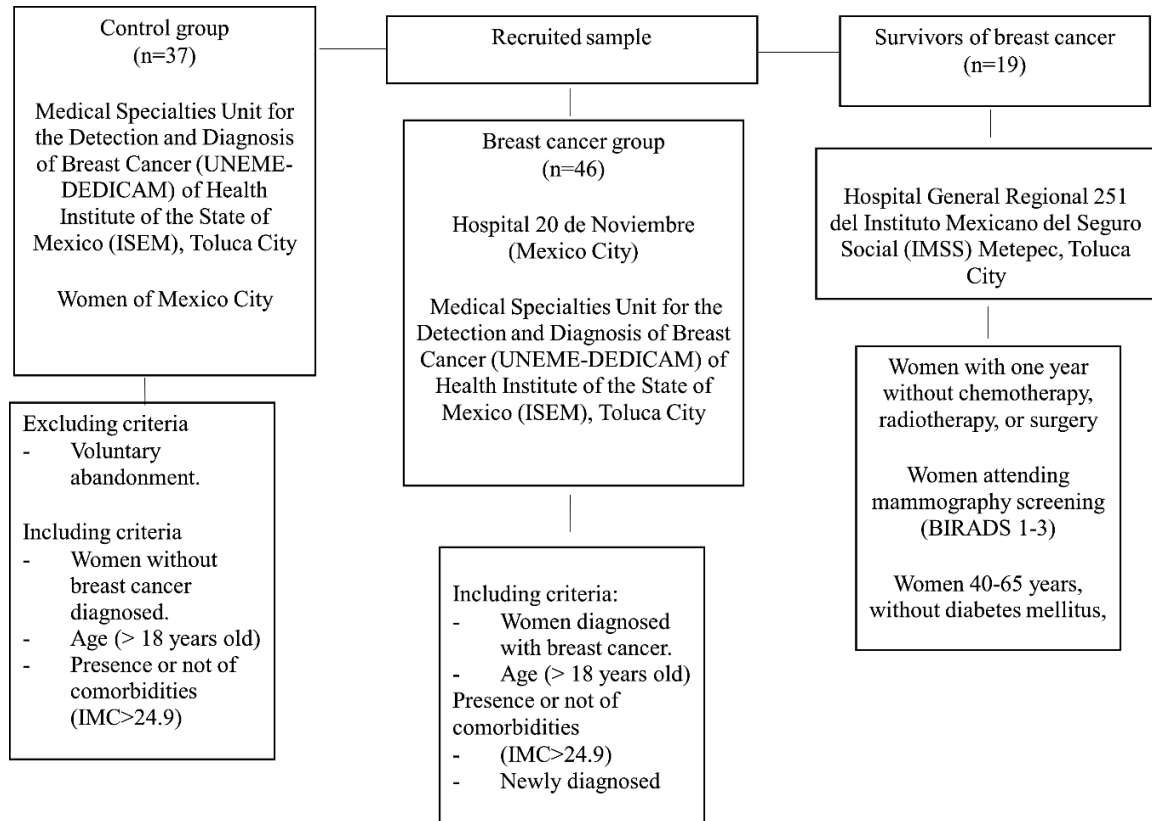 Control group
(n=37)
Medical Specialties Unit for
the Detection and Diagnosis
of Breast Cancer (UNEME-
DEDICAM) of Health
Institute of the State of
Mexico (ISEM), Toluca City
Women of Mexico City
Excluding criteria
- Voluntary
abandonment.
Including criteria
- Women without
breast cancer
diagnosed.
- Age (> 18 years old)
- Presence or not of
comorbidities
(IMC>24.9)
Recruited sample
Breast cancer group
(n=46)
Hospital 20 de Noviembre
(Mexico City)
Medical Specialties Unit for the
Detection and Diagnosis of Breast
Cancer (UNEME-DEDICAM) of
Health Institute of the State of
Mexico (ISEM), Toluca City
Including criteria:
- Women diagnosed
with breast cancer.
- Age (> 18 years old)
Presence or not of
comorbidities
- (IMC>24.9)
- Newly diagnosed
Survivors of breast cancer
(n=19)
Hospital General Regional 251
del Instituto Mexicano del Seguro
Social (IMSS) Metepec, Toluca
City
Women with one year
without chemotherapy,
radiotherapy, or surgery
Women attending
mammography screening
(BIRADS 1-3)
Women 40-65 years,
without diabetes mellitus,